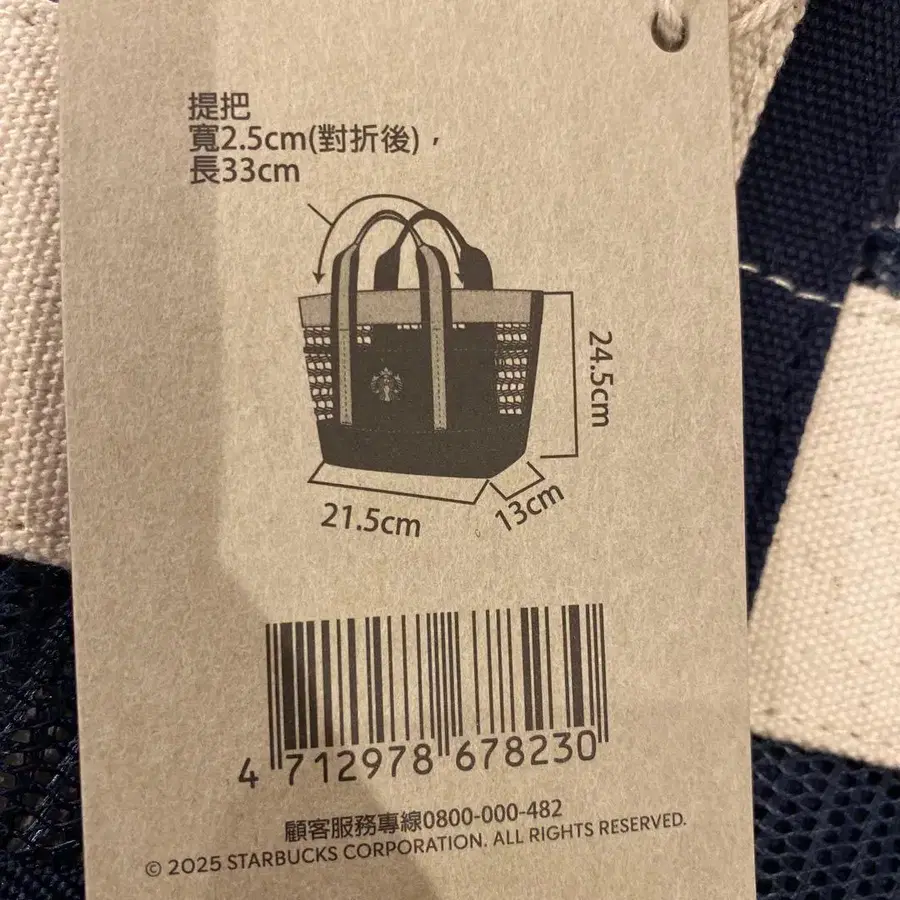 提把
寬2.5cm(對折後),
長33cm
24.5cm
21.5cm
13cm
4 712978 678230
顧客服務專線0800-000-482
© 2025 STARBUCKS CORPORATION. ALL RIGHTS RESERVED.